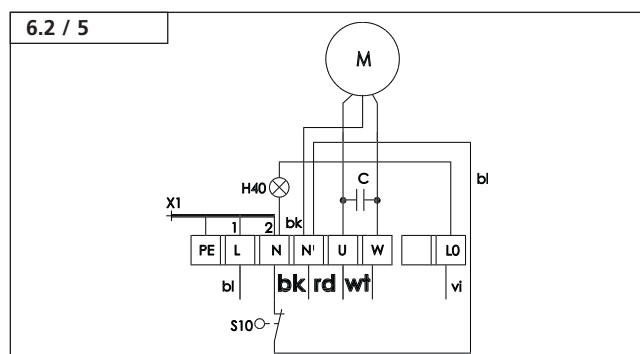 6.2 / 5
M
bl
C
H40
X1
1 2 bk
PE L N N' U W L0
bl bk rd wt vi
S10